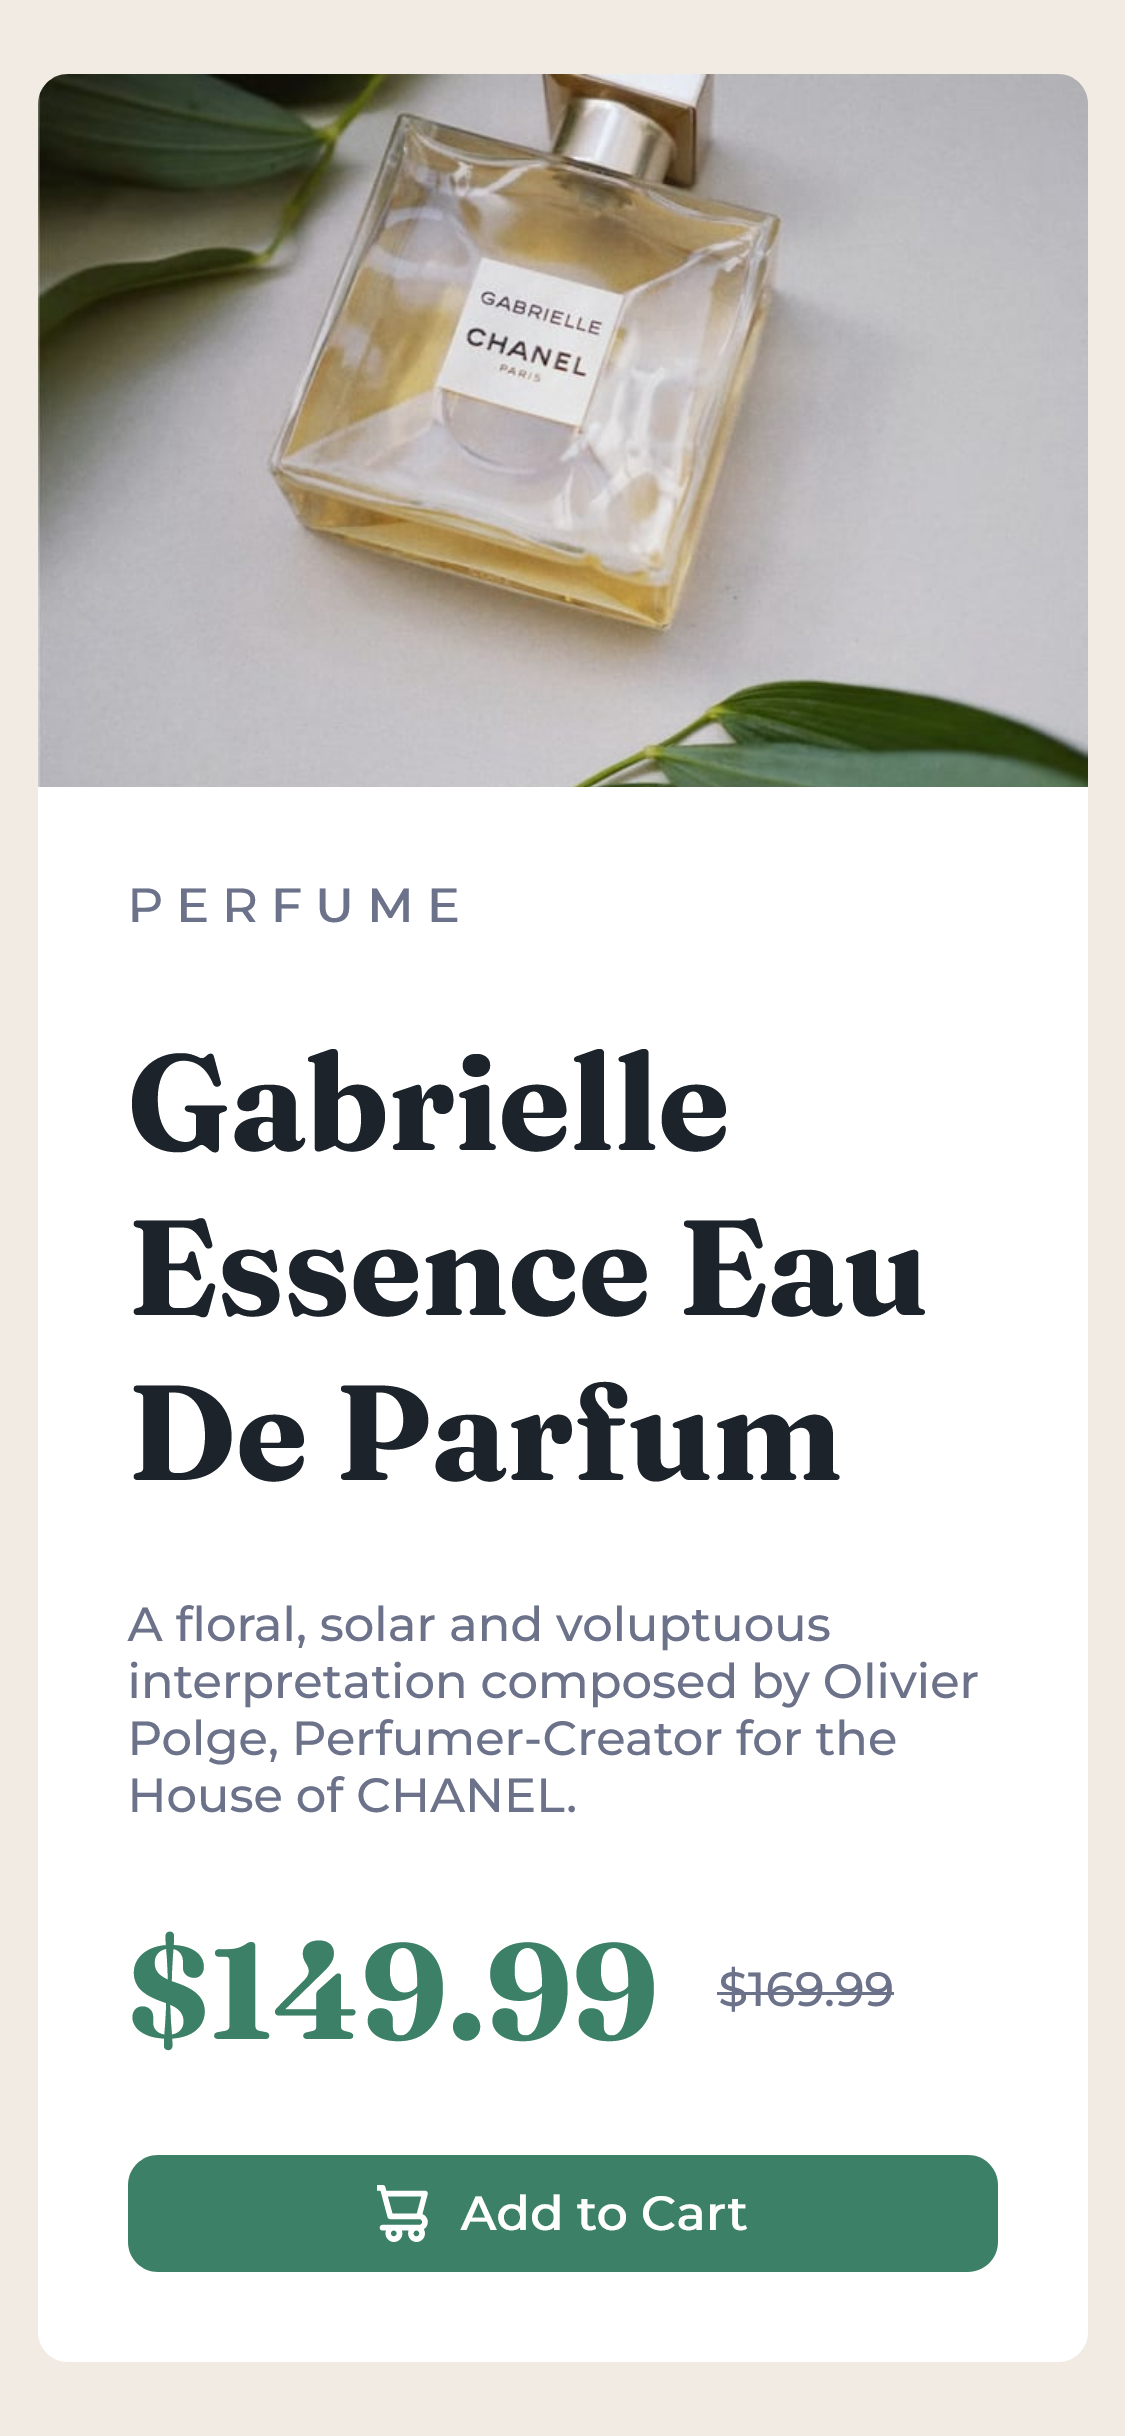 GABRIELLE
CHANEL
PARIS
PERFUME
Gabrielle
Essence Eau
De Parfum
A floral, solar and voluptuous
interpretation composed by Olivier
Polge, Perfumer-Creator for the
House of CHANEL.
$149.99 $169.99
Add to Cart